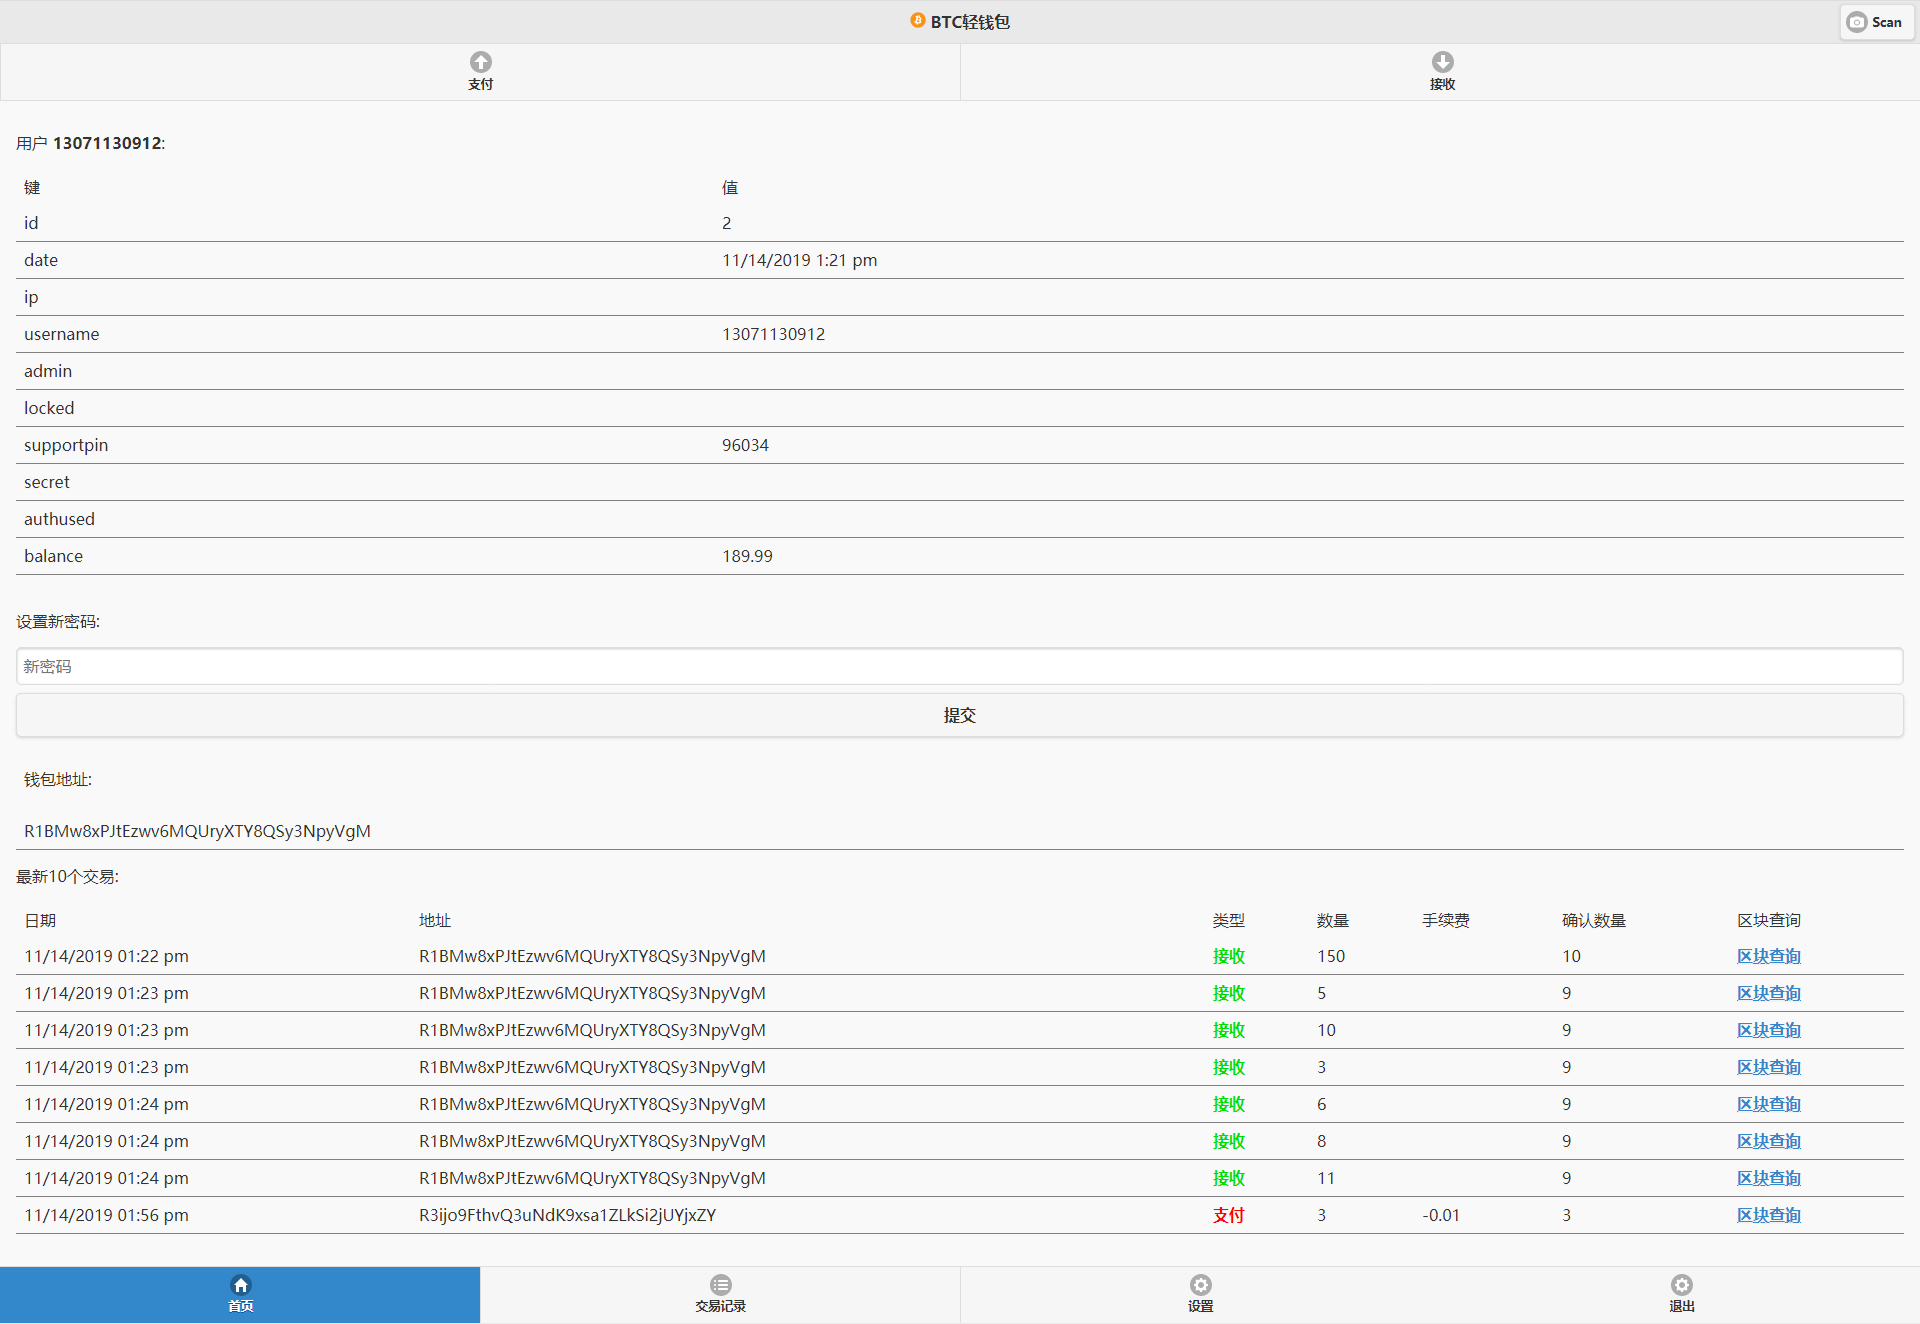 BTC轻钱包
Scan
支付 接收
用户 13071130912:
键 值
id 2
date 11/14/2019 1:21 pm
ip
username 13071130912
admin
locked
supportpin 96034
secret
authused
balance 189.99
设置新密码:
新密码
提交
钱包地址:
R1BMw8xPJtEzwv6MQUryXTY8QSy3NpyVgM
最新10个交易:
日期 地址 类型 数量 手续费 确认数量 区块查询
11/14/2019 01:22 pm R1BMw8xPJtEzwv6MQUryXTY8QSy3NpyVgM 接收 150 10 区块查询
11/14/2019 01:23 pm R1BMw8xPJtEzwv6MQUryXTY8QSy3NpyVgM 接收 5 9 区块查询
11/14/2019 01:23 pm R1BMw8xPJtEzwv6MQUryXTY8QSy3NpyVgM 接收 10 9 区块查询
11/14/2019 01:23 pm R1BMw8xPJtEzwv6MQUryXTY8QSy3NpyVgM 接收 3 9 区块查询
11/14/2019 01:24 pm R1BMw8xPJtEzwv6MQUryXTY8QSy3NpyVgM 接收 6 9 区块查询
11/14/2019 01:24 pm R1BMw8xPJtEzwv6MQUryXTY8QSy3NpyVgM 接收 8 9 区块查询
11/14/2019 01:24 pm R1BMw8xPJtEzwv6MQUryXTY8QSy3NpyVgM 接收 11 9 区块查询
11/14/2019 01:56 pm R3ijo9FthvQ3uNdK9xsa1ZLkSi2jUYjxZY 支付 3 -0.01 3 区块查询
首页 交易记录 设置 退出